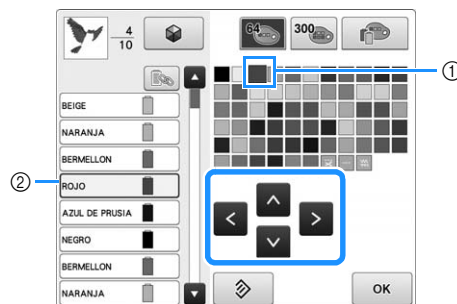 4
10
64
300
①
BEIGE
NARANJA
BERMELLON
② ROJO
AZUL DE PRUSIA
NEGRO
BERMELLON
NARANJA
OK